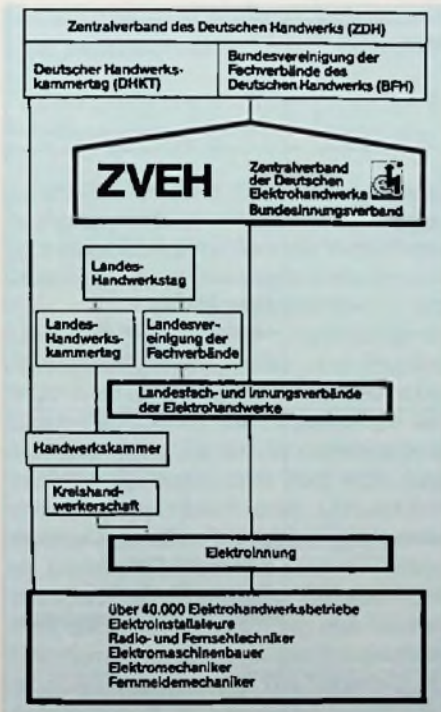 Zentralverband des Deutschen Handwerks (ZDH)
Deutscher Handwerks-
kammertag (DHKT)
Bundesvereinigung der
Fachverbände des
Deutschen Handwerks (BFH)
ZVEH
Zentralverband
der Deutschen
Elektrohandwerke
Bundesinnungsverband
Landes-
Handwerkstag
Landes-
Handwerks-
kammertag
Landesver-
einigung der
Fachverbände
Landesfach- und Innungsverbände
der Elektrohandwerke
Handwerkskammer
Kreishand-
werkerschaft
Elektroinnung
über 40.000 Elektrohandwerksbetriebe
Elektroinstallateure
Radio- und Fernsehtechniker
Elektromaschinenbauer
Elektromechaniker
Fernmeldemechaniker